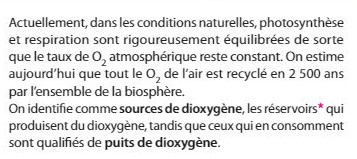 Actuellement, dans les conditions naturelles, photosynthèse
et respiration sont rigoureusement équilibrées de sorte
que le taux de O₂ atmosphérique reste constant. On estime
aujourd'hui que tout le O₂ de l'air est recyclé en 2 500 ans
par l'ensemble de la biosphère.
On identifie comme sources de dioxygène, les réservoirs* qui
produisent du dioxygène, tandis que ceux qui en consomment
sont qualifiés de puits de dioxygène.